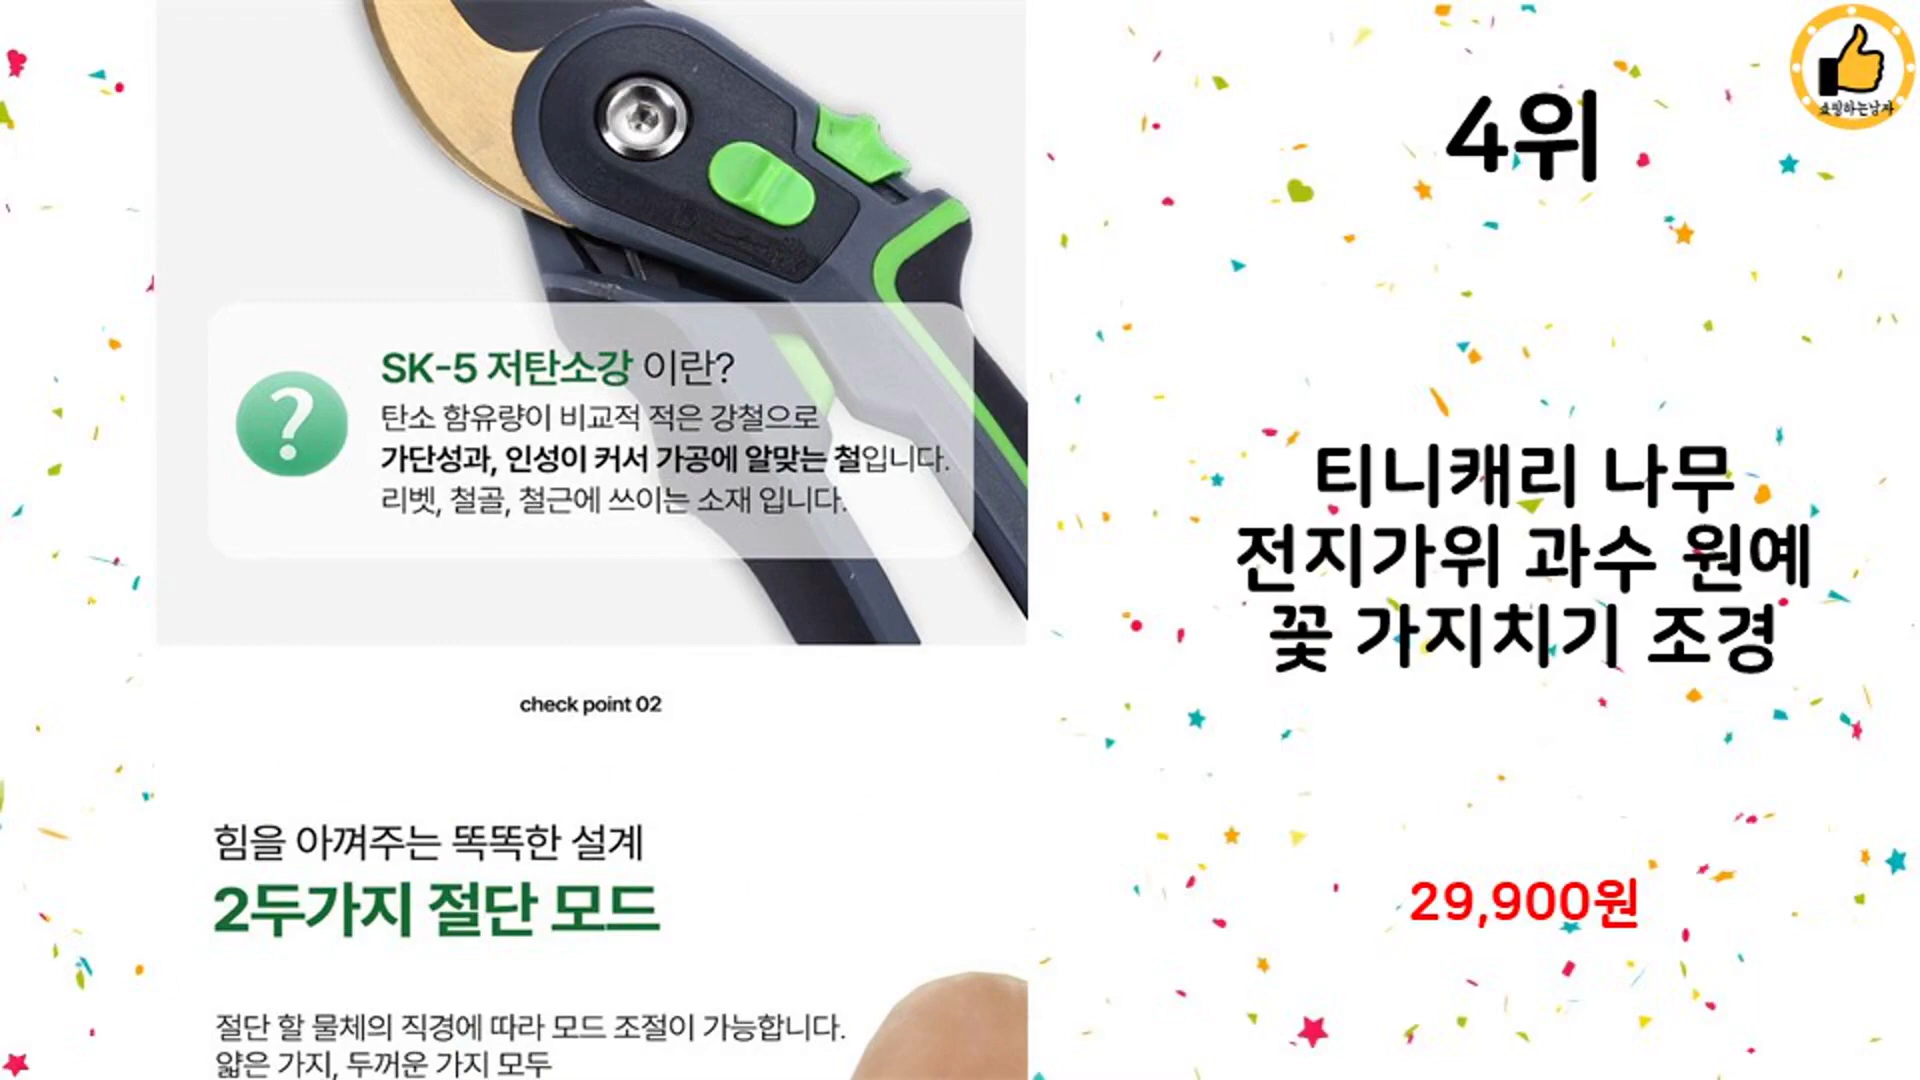 SK-5 저탄소강 이란?
탄소 함유량이 비교적 적은 강철으로
가단성과, 인성이 커서 가공에 알맞는 철입니다.
리벳, 철골, 철근에 쓰이는 소재 입니다.
check point 02
힘을 아껴주는 똑똑한 설계
2두가지 절단 모드
절단 할 물체의 직경에 따라 모드 조절이 가능합니다.
얇은 가지, 두꺼운 가지 모두
쇼핑하는남자
4위
티니캐리 나무
전지가위 과수 원예
꽃 가지치기 조경
29,900원